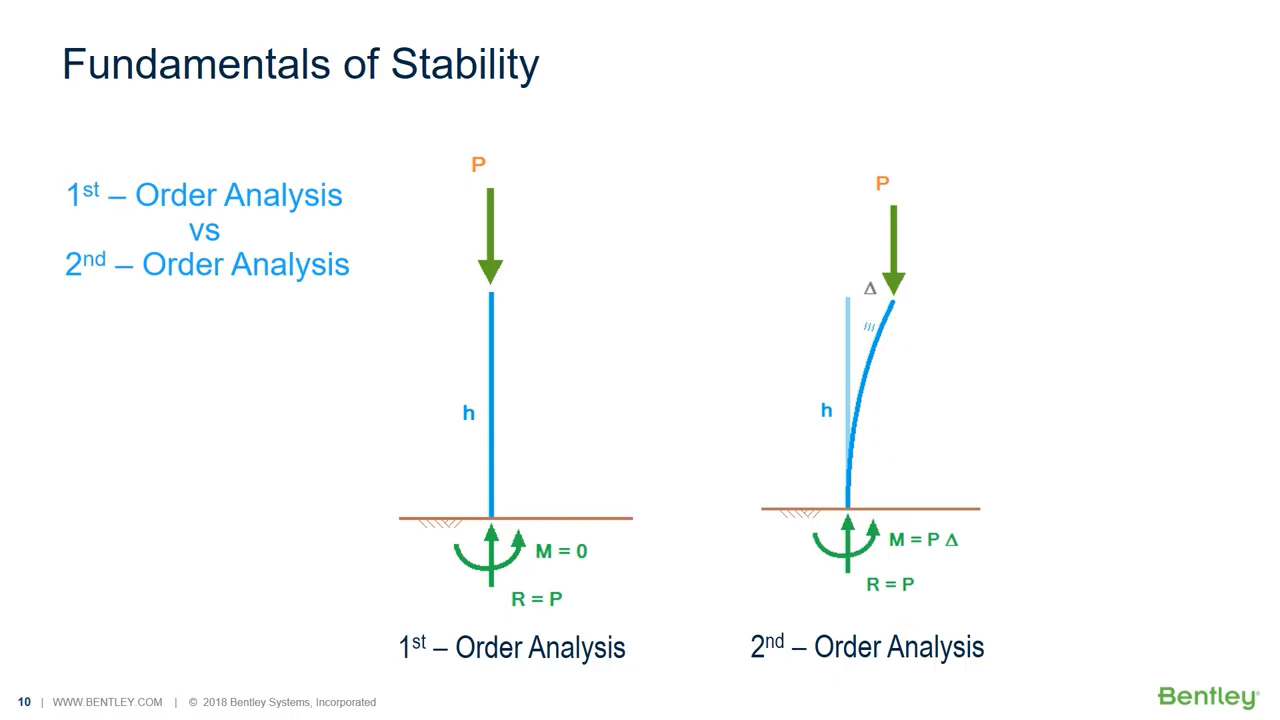 Fundamentals of Stability
1st – Order Analysis
vs
2nd – Order Analysis
P
h
M = 0
R = P
1st – Order Analysis
P
Δ
h
M = P Δ
R = P
2nd – Order Analysis
10 | WWW.BENTLEY.COM | © 2018 Bentley Systems, Incorporated
Bentley